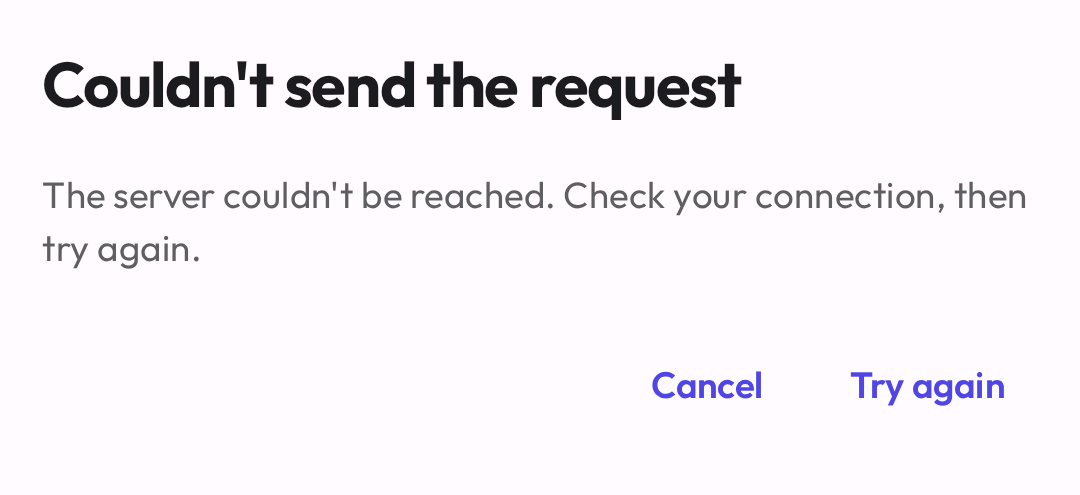 Couldn't send the request
The server couldn't be reached. Check your connection, then
try again.
Cancel
Try again